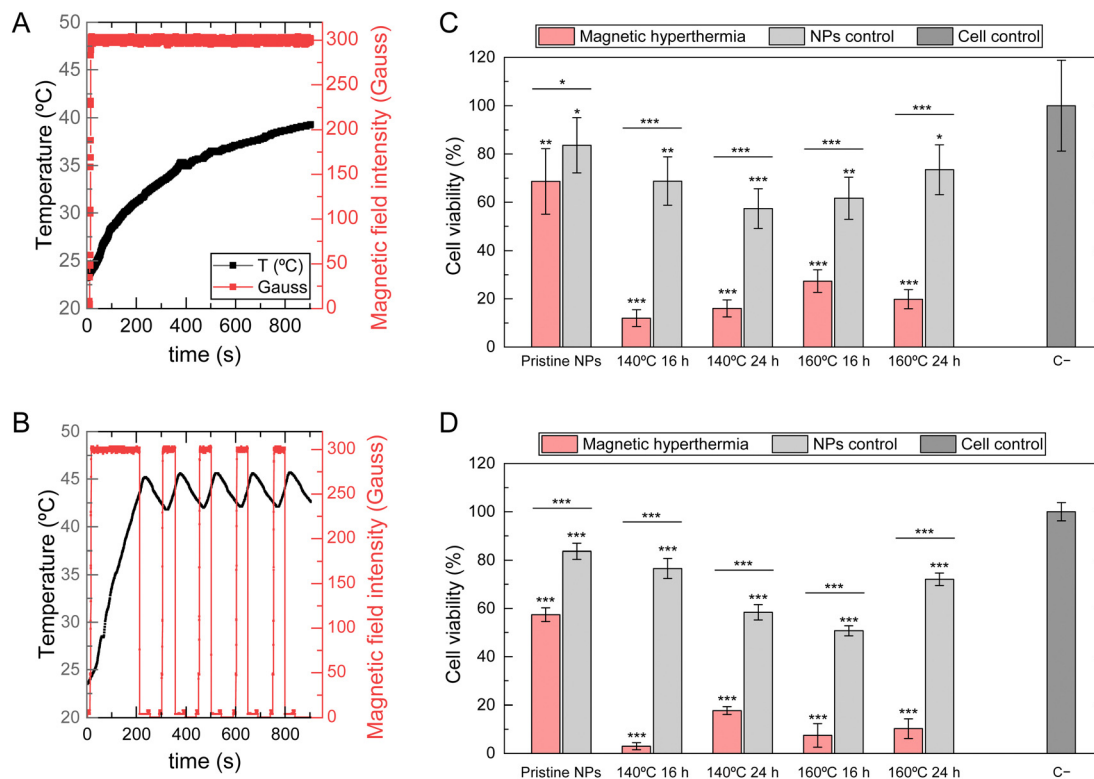 A
50
45
40
35
30
25
20
Temperature (ºC)
300
250
200
150
100
50
0
Magnetic field intensity (Gauss)
T (ºC)
Gauss
0 200 400 600 800
time (s)
C
Magnetic hyperthermia NPs control Cell control
120
100
80
60
40
20
0
Cell viability (%)
* *** *** *** ***
** * *** ** *** *** *** ** *** *
Pristine NPs 140ºC 16 h 140ºC 24 h 160ºC 16 h 160ºC 24 h C−
B
50
45
40
35
30
25
20
Temperature (ºC)
300
250
200
150
100
50
0
Magnetic field intensity (Gauss)
0 200 400 600 800
time (s)
D
Magnetic hyperthermia NPs control Cell control
120
100
80
60
40
20
0
Cell viability (%)
*** *** *** *** ***
*** *** *** *** *** *** *** *** *** ***
Pristine NPs 140ºC 16 h 140ºC 24 h 160ºC 16 h 160ºC 24 h C−